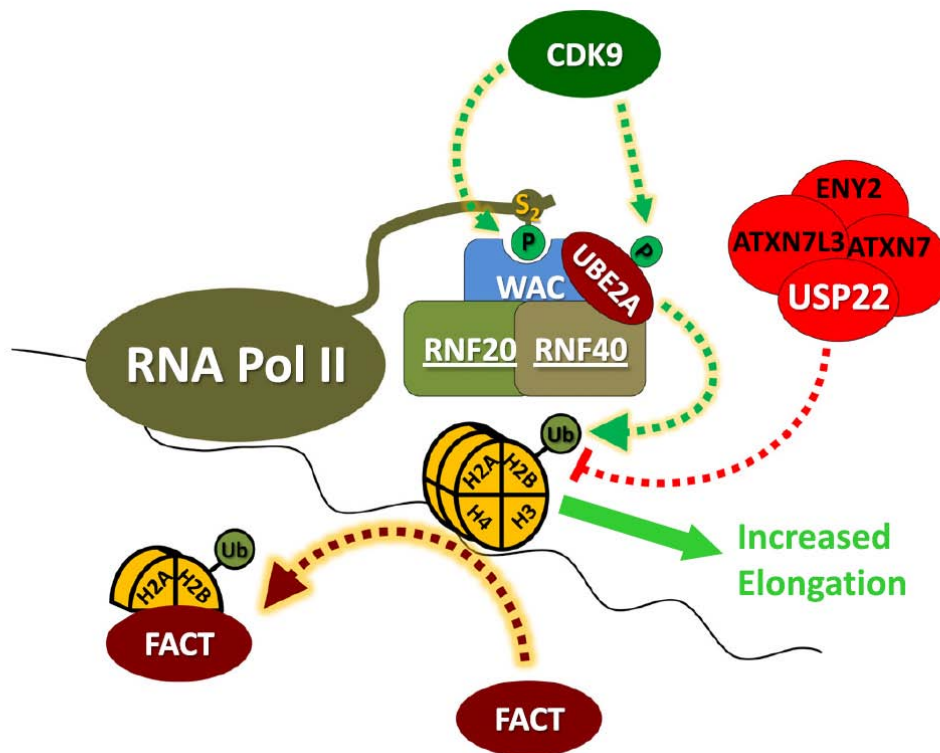 CDK9
ENY2
S2
P
P
ATXN7L3
ATXN7
UBE2A
WAC
USP22
RNA Pol II
RNF20
RNF40
Ub
H2A
H2B
H4
H3
Increased
Elongation
Ub
H2A
H2B
FACT
FACT